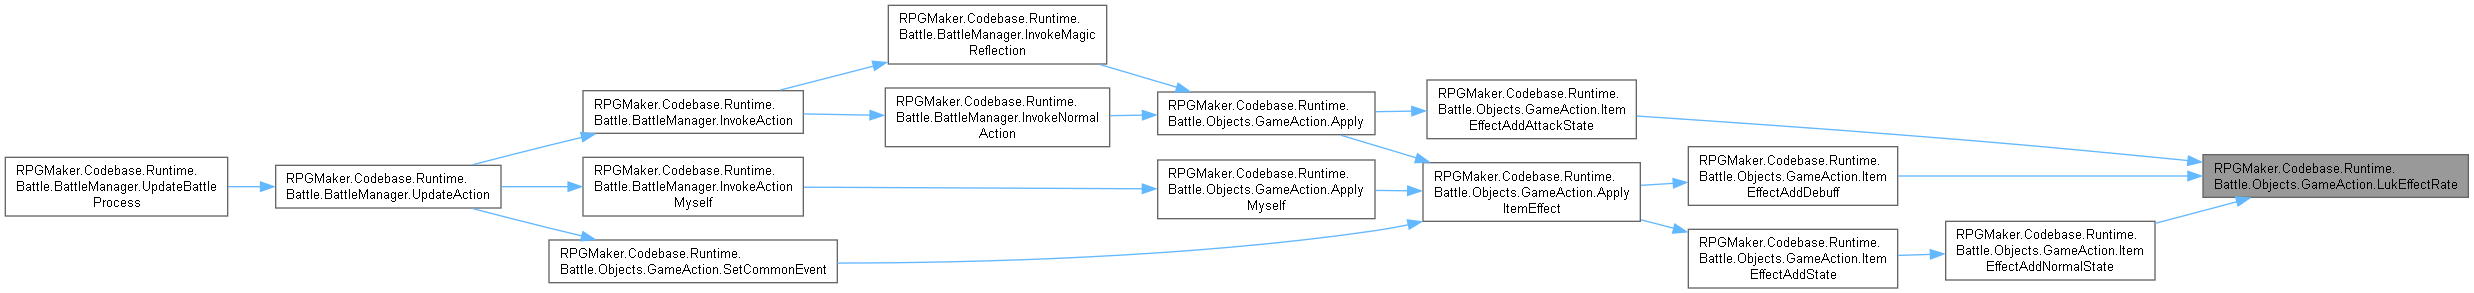 RPGMaker.Codebase.Runtime.
Battle.BattleManager.UpdateBattle
Process
RPGMaker.Codebase.Runtime.
Battle.BattleManager.UpdateAction
RPGMaker.Codebase.Runtime.
Battle.BattleManager.InvokeAction
RPGMaker.Codebase.Runtime.
Battle.BattleManager.InvokeAction
Myself
RPGMaker.Codebase.Runtime.
Battle.Objects.GameAction.SetCommonEvent
RPGMaker.Codebase.Runtime.
Battle.BattleManager.InvokeMagic
Reflection
RPGMaker.Codebase.Runtime.
Battle.BattleManager.InvokeNormal
Action
RPGMaker.Codebase.Runtime.
Battle.Objects.GameAction.Apply
RPGMaker.Codebase.Runtime.
Battle.Objects.GameAction.Apply
Myself
RPGMaker.Codebase.Runtime.
Battle.Objects.GameAction.Item
EffectAddAttackState
RPGMaker.Codebase.Runtime.
Battle.Objects.GameAction.Apply
ItemEffect
RPGMaker.Codebase.Runtime.
Battle.Objects.GameAction.Item
EffectAddDebuff
RPGMaker.Codebase.Runtime.
Battle.Objects.GameAction.Item
EffectAddState
RPGMaker.Codebase.Runtime.
Battle.Objects.GameAction.Item
EffectAddNormalState
RPGMaker.Codebase.Runtime.
Battle.Objects.GameAction.LukEffectRate